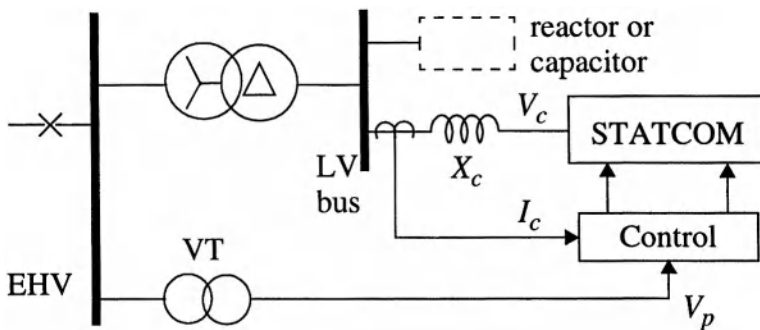 reactor or
capacitor
V_c
STATCOM
LV
bus
X_c
I_c
Control
VT
EHV
V_p